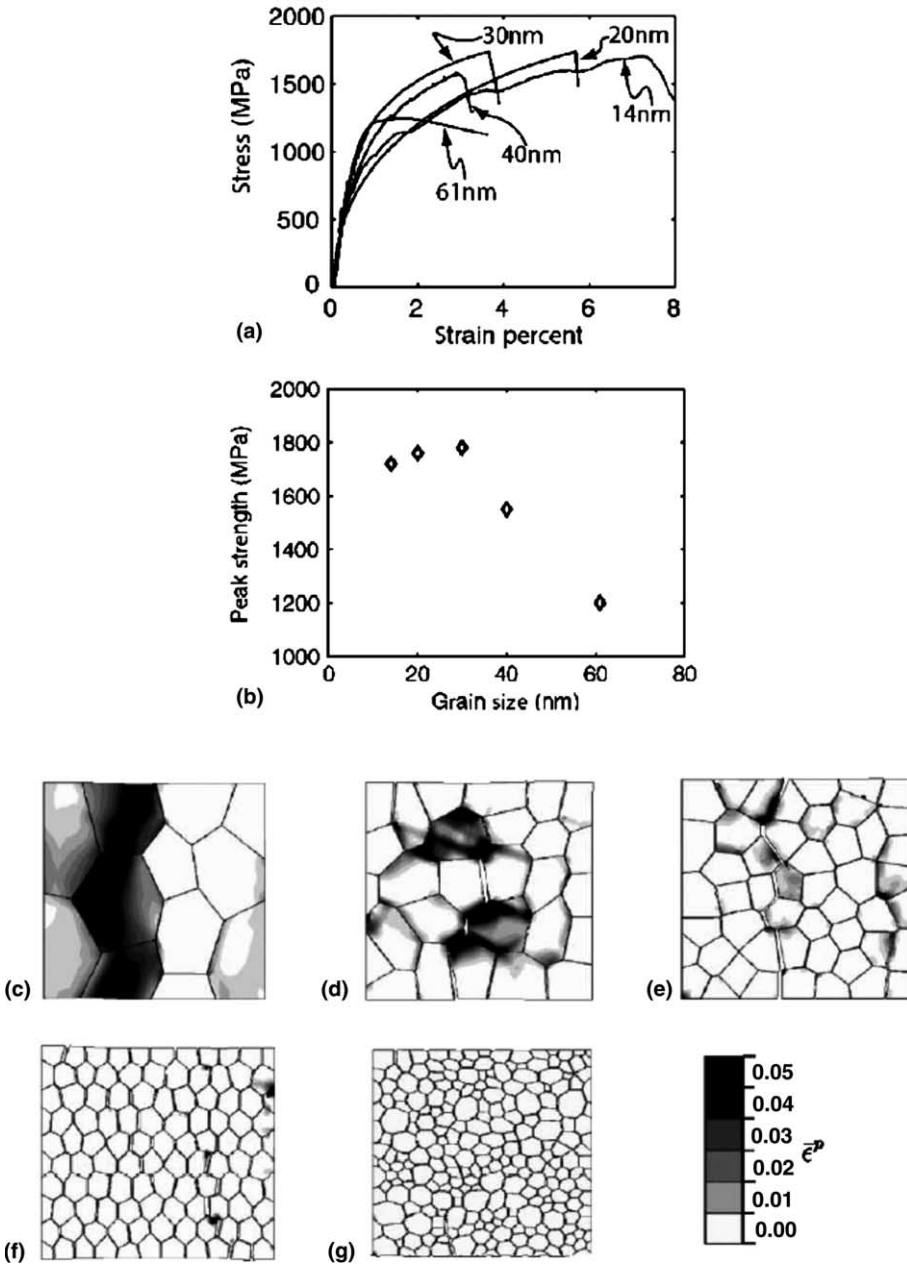 2000
1500
1000
500
0
Stress (MPa)
30nm
20nm
40nm
14nm
61nm
0 2 4 6 8
Strain percent
(a)
2000
1800
1600
1400
1200
1000
Peak strength (MPa)
0 20 40 60 80
Grain size (nm)
(b)
(c)
(d)
(e)
(f)
(g)
0.05
0.04
0.03
0.02
0.01
0.00
ε̄ᵖ